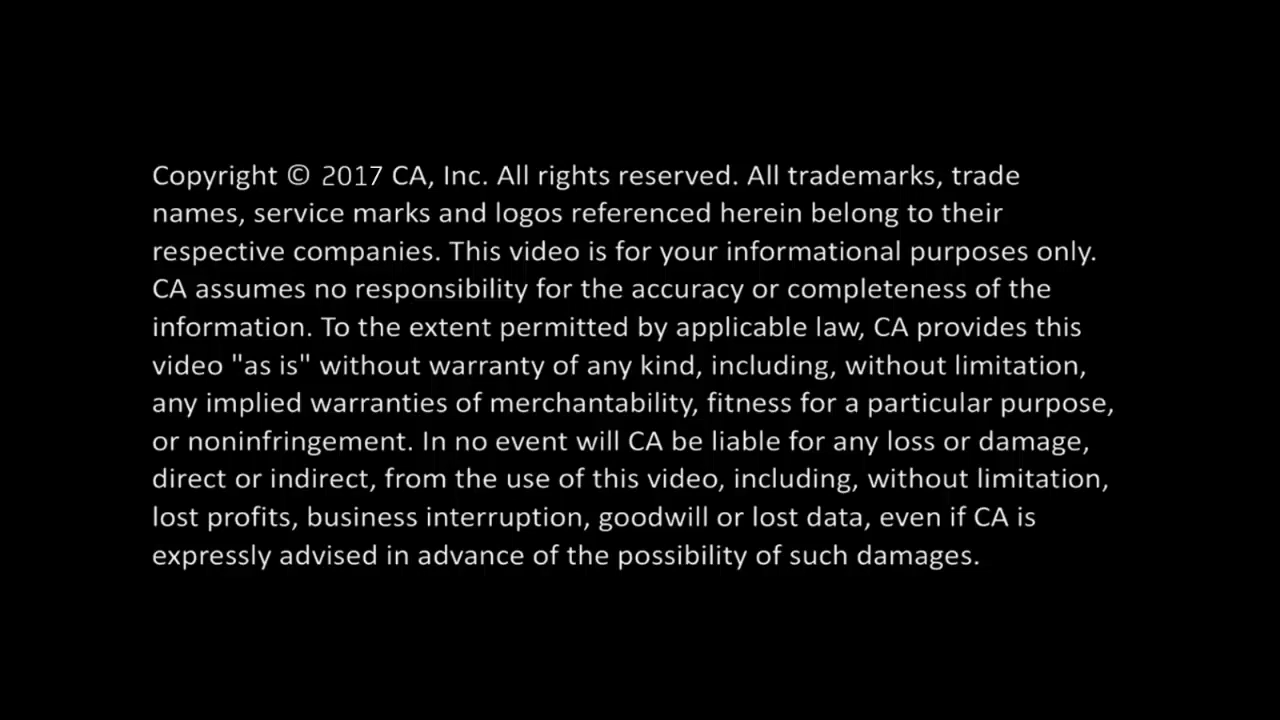 Copyright © 2017 CA, Inc. All rights reserved. All trademarks, trade
names, service marks and logos referenced herein belong to their
respective companies. This video is for your informational purposes only.
CA assumes no responsibility for the accuracy or completeness of the
information. To the extent permitted by applicable law, CA provides this
video "as is" without warranty of any kind, including, without limitation,
any implied warranties of merchantability, fitness for a particular purpose,
or noninfringement. In no event will CA be liable for any loss or damage,
direct or indirect, from the use of this video, including, without limitation,
lost profits, business interruption, goodwill or lost data, even if CA is
expressly advised in advance of the possibility of such damages.